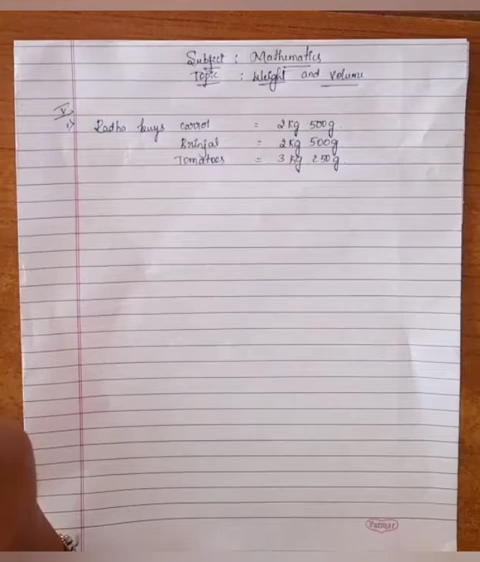 Subject : Mathematics
Topic : Weight and Volume
V
1) Radha buys carrot = 2 kg 500g
Brinjal = 2 kg 500g
Tomatoes = 3 kg 250g